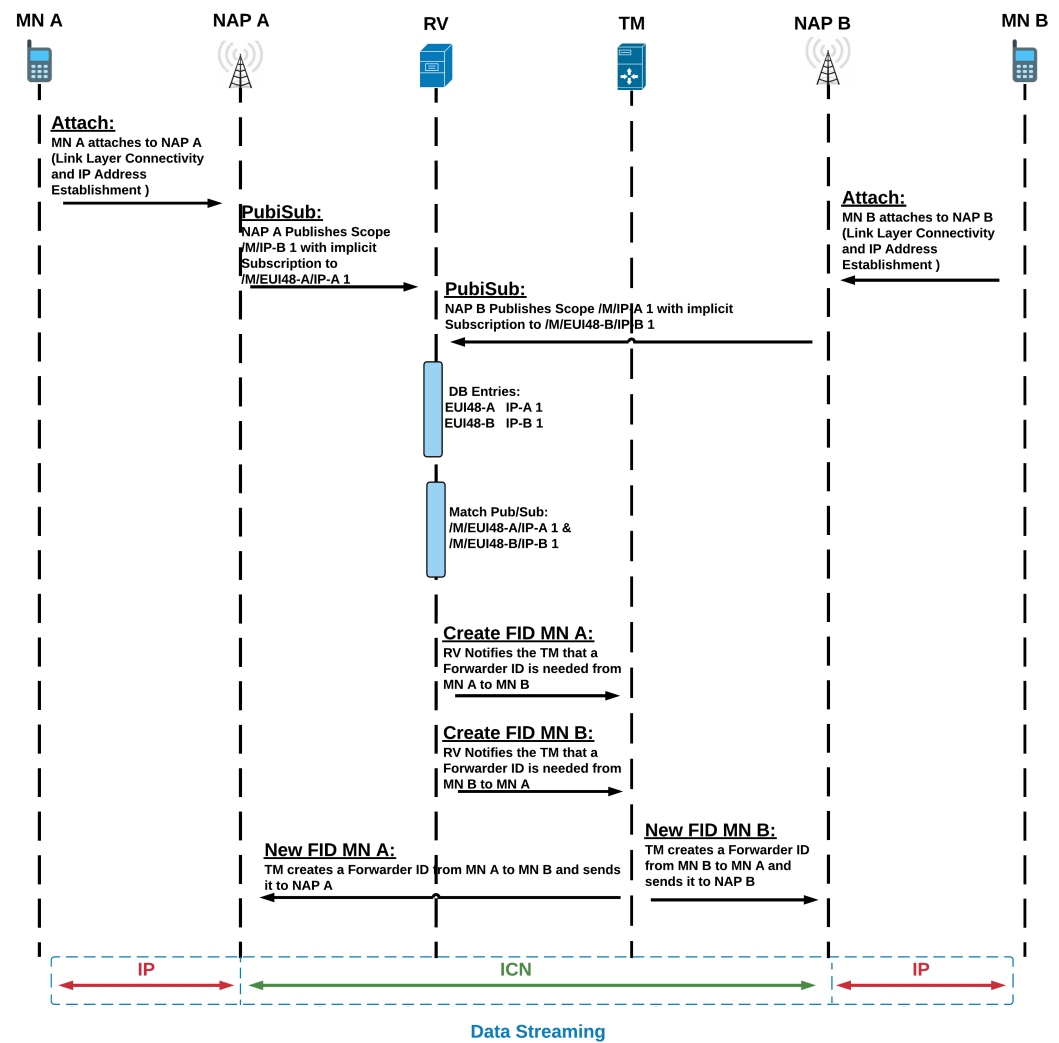 MN A
NAP A
RV
TM
NAP B
MN B
Attach:
MN A attaches to NAP A
(Link Layer Connectivity
and IP Address
Establishment )
PubiSub:
NAP A Publishes Scope
/M/IP-B 1 with implicit
Subscription to
/M/EUI48-A/IP-A 1
Attach:
MN B attaches to NAP B
(Link Layer Connectivity
and IP Address
Establishment )
PubiSub:
NAP B Publishes Scope /M/IP-A 1 with implicit
Subscription to /M/EUI48-B/IP-B 1
DB Entries:
EUI48-A IP-A 1
EUI48-B IP-B 1
Match Pub/Sub:
/M/EUI48-A/IP-A 1 &
/M/EUI48-B/IP-B 1
Create FID MN A:
RV Notifies the TM that a
Forwarder ID is needed from
MN A to MN B
Create FID MN B:
RV Notifies the TM that a
Forwarder ID is needed from
MN B to MN A
New FID MN B:
TM creates a Forwarder ID
from MN B to MN A and
sends it to NAP B
New FID MN A:
TM creates a Forwarder ID from MN A to MN B and sends
it to NAP A
IP
ICN
IP
Data Streaming